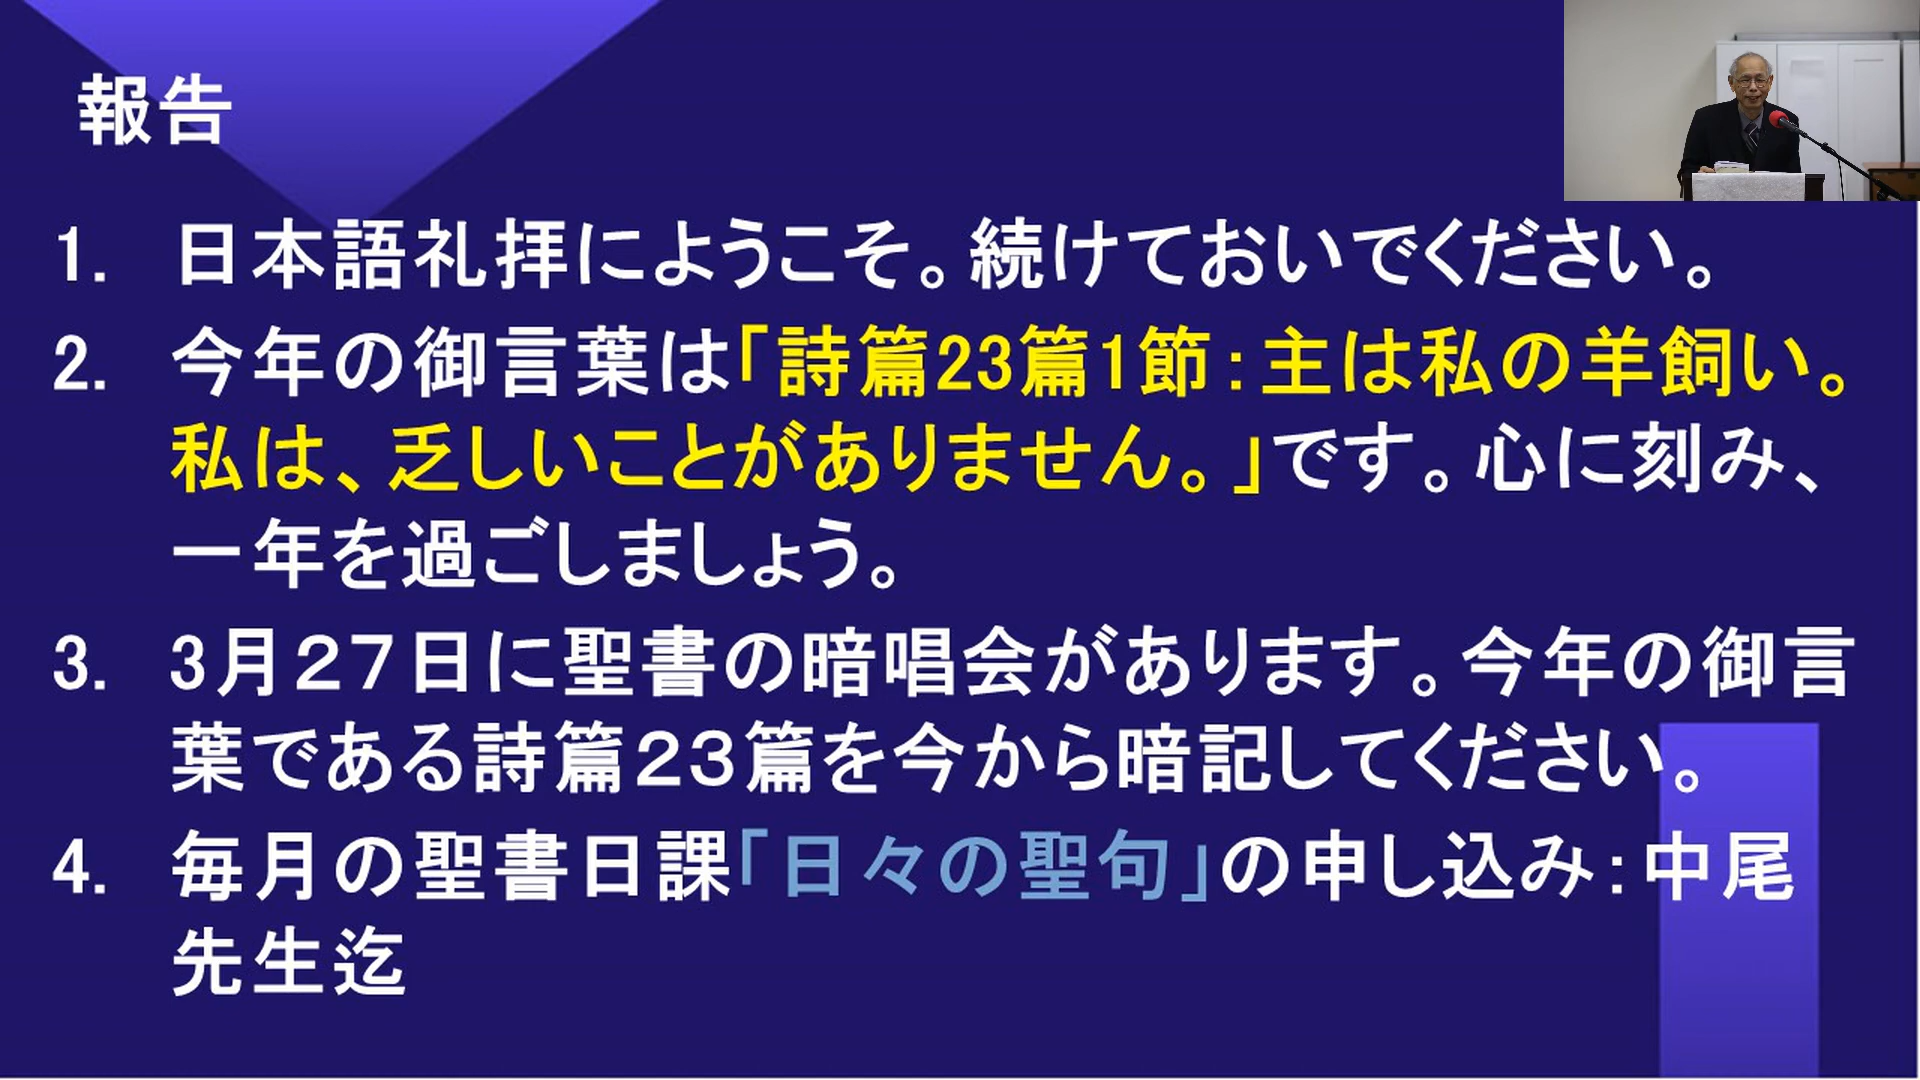 報告
1. 日本語礼拝にようこそ。続けておいでください。
2. 今年の御言葉は「詩篇23篇1節：主は私の羊飼い。
私は、乏しいことがありません。」です。心に刻み、
一年を過ごしましょう。
3. 3月２７日に聖書の暗唱会があります。今年の御言
葉である詩篇２３篇を今から暗記してください。
4. 毎月の聖書日課「日々の聖句」の申し込み：中尾
先生迄